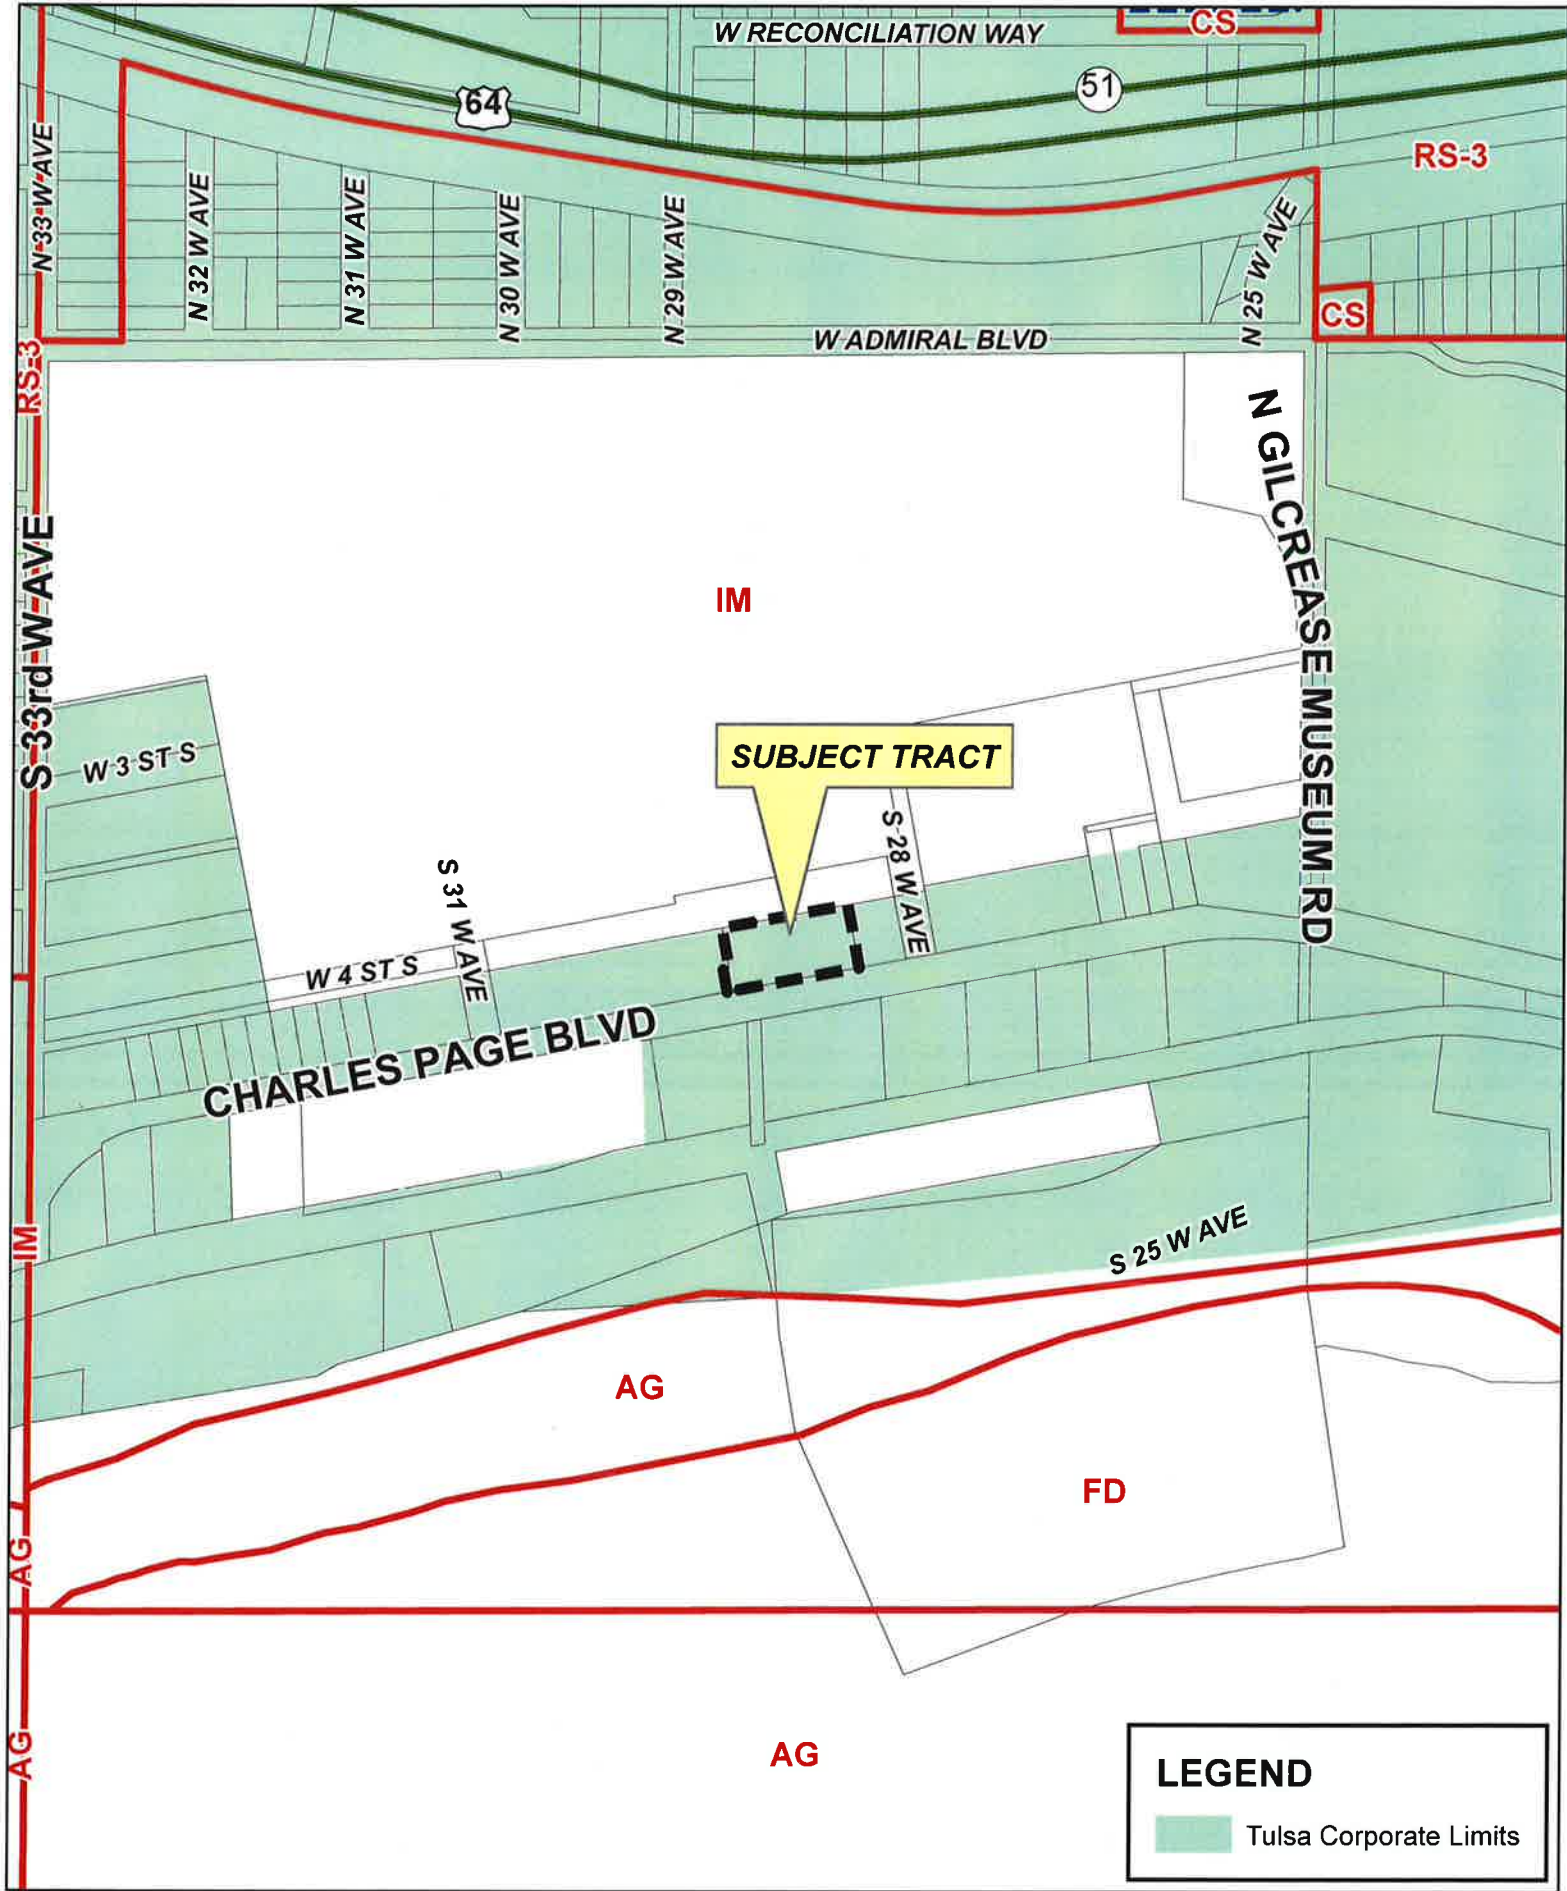 W RECONCILIATION WAY
CS
64
51
RS-3
N 33 W AVE
N 32 W AVE
N 31 W AVE
N 30 W AVE
N 29 W AVE
N 25 W AVE
CS
W ADMIRAL BLVD
RS-3
N GILCREASE MUSEUM RD
S 33rd W AVE
IM
SUBJECT TRACT
W 3 ST S
S 28 W AVE
S 31 W AVE
W 4 ST S
CHARLES PAGE BLVD
S 25 W AVE
IM
AG
FD
AG
AG
AG
LEGEND
Tulsa Corporate Limits